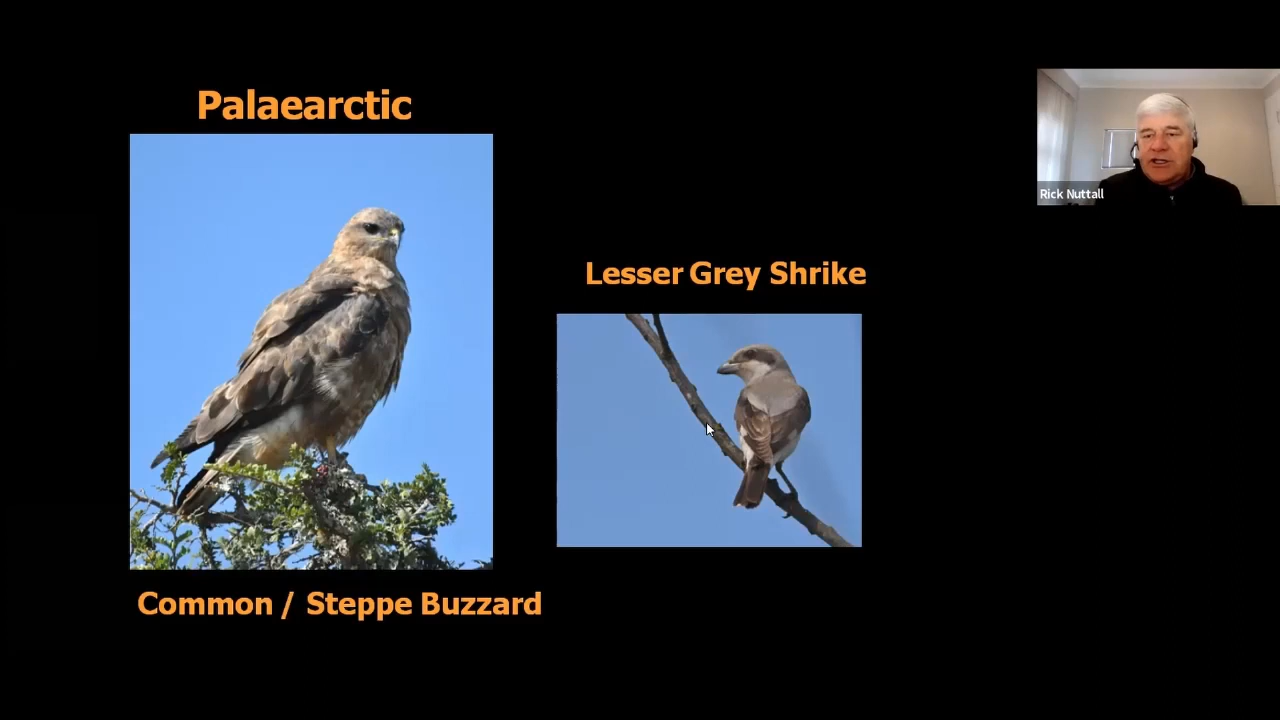 Palaearctic
Rick Nuttall
Lesser Grey Shrike
Common / Steppe Buzzard